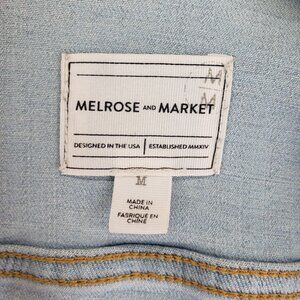 M
M
MELROSE AND MARKET
DESIGNED IN THE USA | ESTABLISHED MMXIV
M
MADE IN
CHINA
FABRIQUÉ EN
CHINE